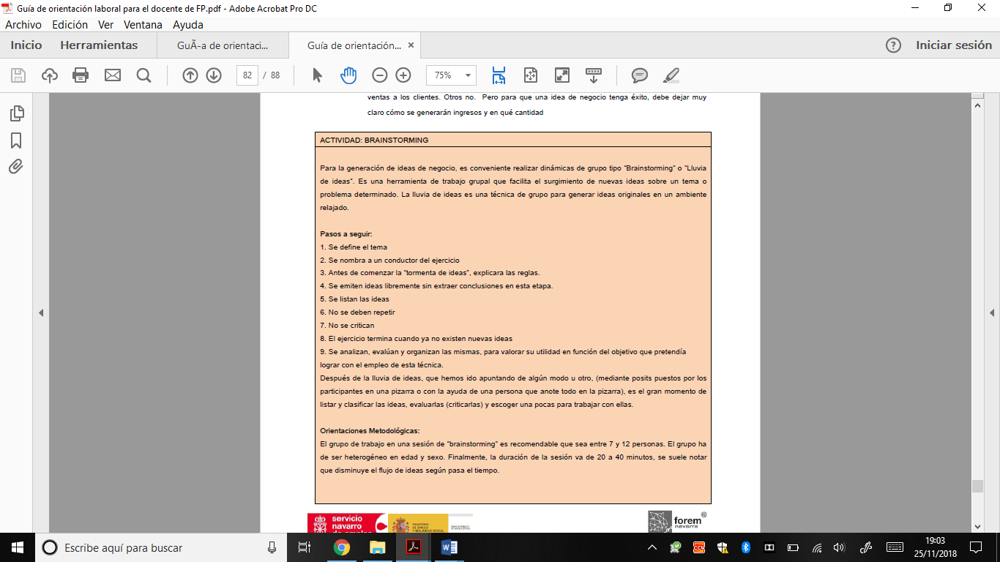 Guía de orientación laboral para el docente de FP.pdf - Adobe Acrobat Pro DC
Archivo Edición Ver Ventana Ayuda
Inicio Herramientas GuÃ-a de orientaci... Guía de orientación... × ? Iniciar sesión
82 / 88 75%
ventas a los clientes. Otros no. Pero para que una idea de negocio tenga éxito, debe dejar muy
claro cómo se generarán ingresos y en qué cantidad
ACTIVIDAD: BRAINSTORMING
Para la generación de ideas de negocio, es conveniente realizar dinámicas de grupo tipo "Brainstorming" o "Lluvia
de ideas". Es una herramienta de trabajo grupal que facilita el surgimiento de nuevas ideas sobre un tema o
problema determinado. La lluvia de ideas es una técnica de grupo para generar ideas originales en un ambiente
relajado.
Pasos a seguir:
1. Se define el tema
2. Se nombra a un conductor del ejercicio
3. Antes de comenzar la "tormenta de ideas", explicara las reglas.
4. Se emiten ideas libremente sin extraer conclusiones en esta etapa.
5. Se listan las ideas
6. No se deben repetir
7. No se critican
8. El ejercicio termina cuando ya no existen nuevas ideas
9. Se analizan, evalúan y organizan las mismas, para valorar su utilidad en función del objetivo que pretendía
lograr con el empleo de esta técnica.
Después de la lluvia de ideas, que hemos ido apuntando de algún modo u otro, (mediante posits puestos por los
participantes en una pizarra o con la ayuda de una persona que anote todo en la pizarra), es el gran momento de
listar y clasificar las ideas, evaluarlas (criticarlas) y escoger una pocas para trabajar con ellas.
Orientaciones Metodológicas:
El grupo de trabajo en una sesión de "brainstorming" es recomendable que sea entre 7 y 12 personas. El grupo ha
de ser heterogéneo en edad y sexo. Finalmente, la duración de la sesión va de 20 a 40 minutos, se suele notar
que disminuye el flujo de ideas según pasa el tiempo.
servicio
navarro
forem®
navarra
Escribe aquí para buscar
19:03
25/11/2018